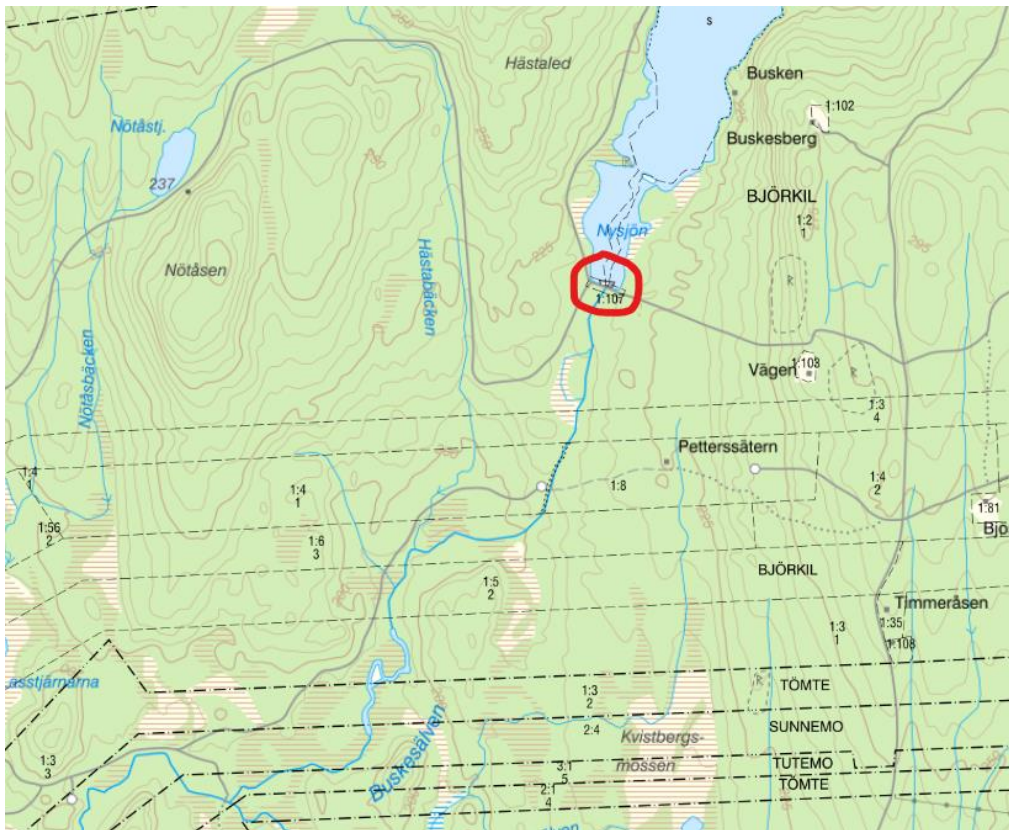 s
Hästaled
Busken
1:102
Nötåstj.
Buskesberg
237
BJÖRKIL
1:2
1
Nysjön
Nötåsen
Hästabäcken
1:107
Nötåsbäcken
Vägen
1:103
1:3
4
Petterssätern
1:4
1
1:4
1
1:8
1:4
2
1:56
2
1:6
3
1:81
Bjö
BJÖRKIL
1:5
2
Timmeråsen
1:3
1
1:35
1:108
asstjärnarna
TÖMTE
1:3
2
SUNNEMO
2:4
Buskesälven
Kvistbergs-
mossen
1:3
3
TUTEMO
3:1
5
TÖMTE
2:1
4